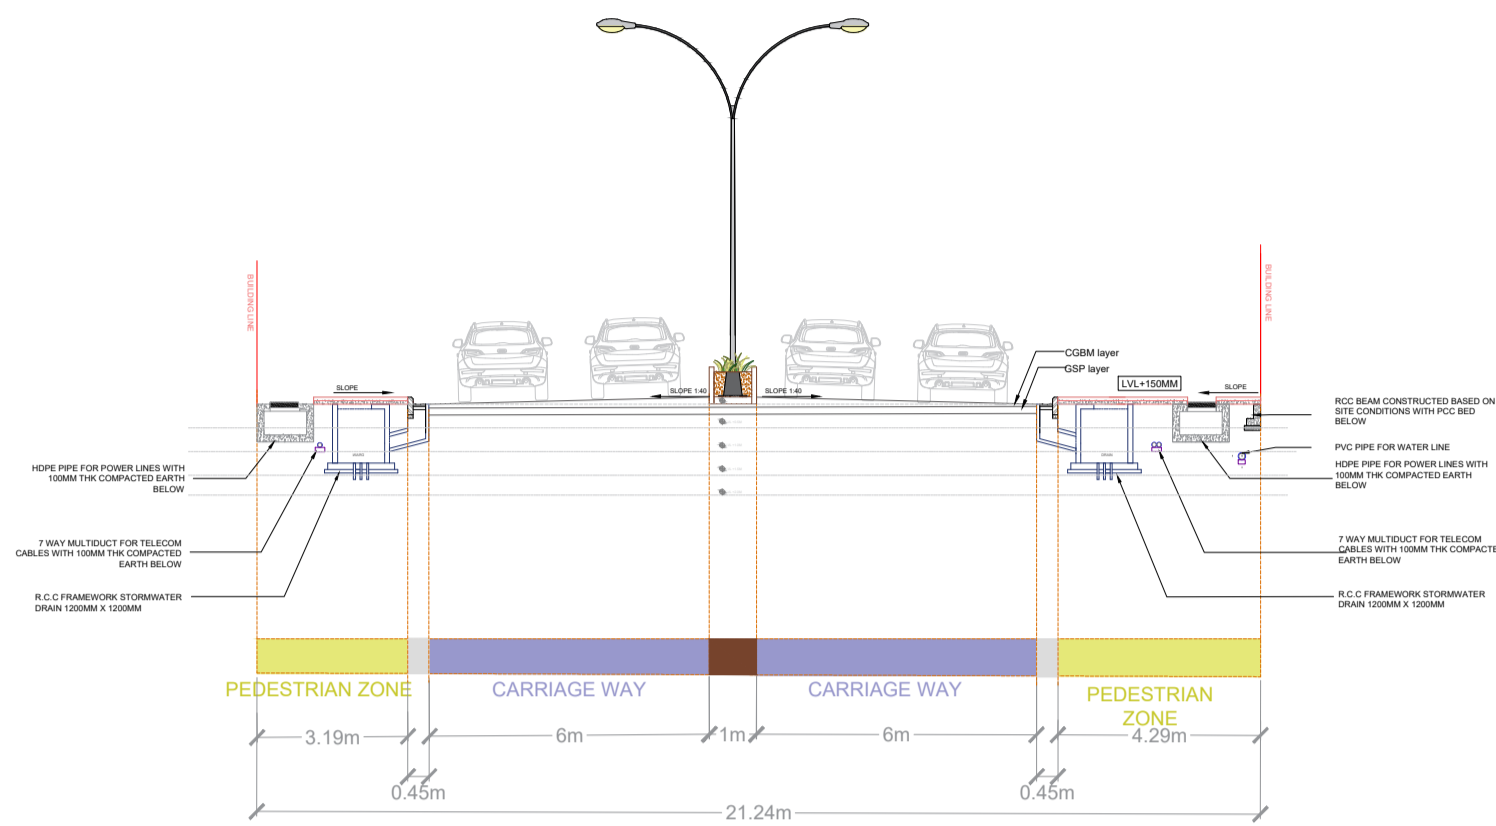 BUILDING LINE
BUILDING LINE
CGBM layer
GSP layer
LVL+150MM
SLOPE
SLOPE 1:40
SLOPE 1:40
SLOPE
RCC BEAM CONSTRUCTED BASED ON
SITE CONDITIONS WITH PCC BED
BELOW
PVC PIPE FOR WATER LINE
HDPE PIPE FOR POWER LINES WITH
100MM THK COMPACTED EARTH
BELOW
HDPE PIPE FOR POWER LINES WITH
100MM THK COMPACTED EARTH
BELOW
DRAIN
7 WAY MULTIDUCT FOR TELECOM
CABLES WITH 100MM THK COMPACTED
EARTH BELOW
7 WAY MULTIDUCT FOR TELECOM
CABLES WITH 100MM THK COMPACTE
EARTH BELOW
R.C.C FRAMEWORK STORMWATER
DRAIN 1200MM X 1200MM
R.C.C FRAMEWORK STORMWATER
DRAIN 1200MM X 1200MM
PEDESTRIAN ZONE
CARRIAGE WAY
CARRIAGE WAY
PEDESTRIAN
ZONE
3.19m
6m
1m
6m
4.29m
0.45m
0.45m
21.24m